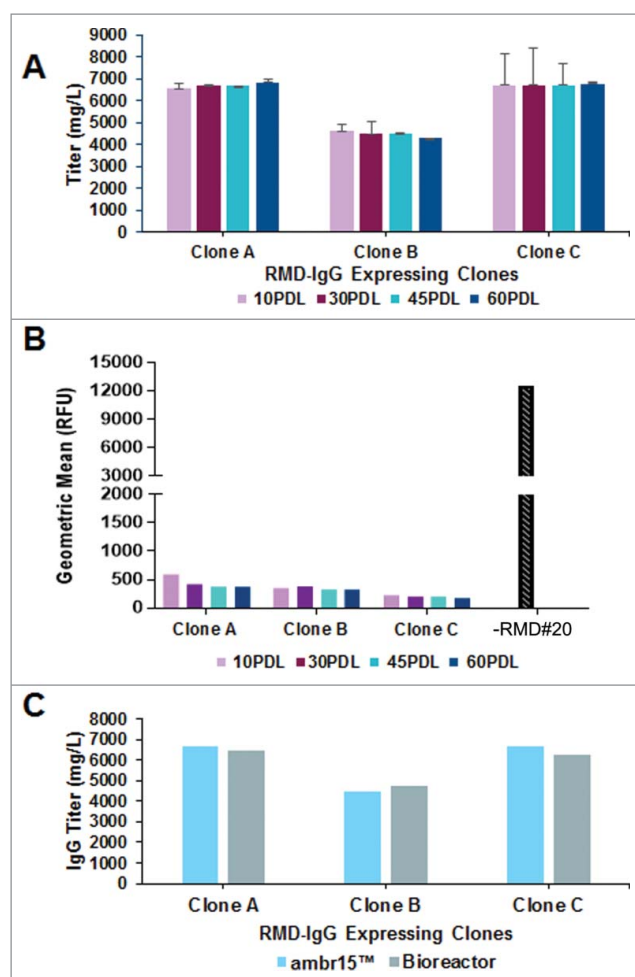 A
Titer (mg/L)
9000
8000
7000
6000
5000
4000
3000
2000
1000
0
Clone A Clone B Clone C
RMD-IgG Expressing Clones
10PDL 30PDL 45PDL 60PDL
B
Geometric Mean (RFU)
15000
12000
9000
6000
3000
2000
1500
1000
500
0
Clone A Clone B Clone C -RMD#20
10PDL 30PDL 45PDL 60PDL
C
IgG Titer (mg/L)
8000
7000
6000
5000
4000
3000
2000
1000
0
Clone A Clone B Clone C
RMD-IgG Expressing Clones
ambr15™ Bioreactor